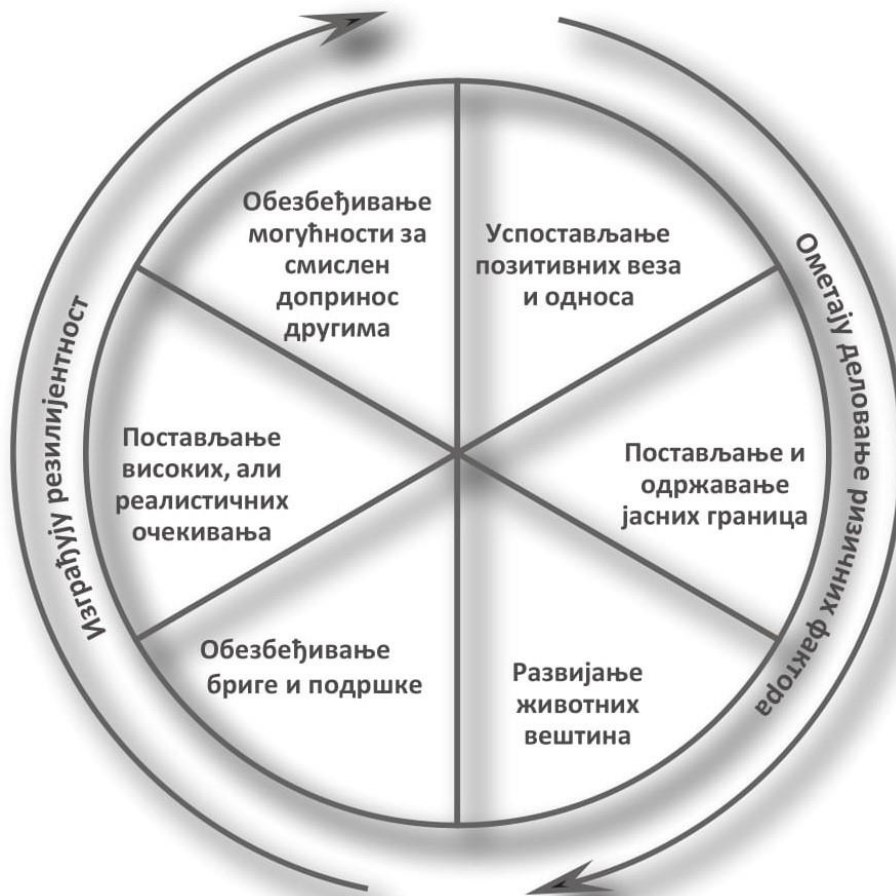 Обезбеђивање
могућности за
смислен
допринос
другима
Успостављање
позитивних веза
и односа
Постављање и
одржавање
јасних граница
Развијање
животних
вештина
Обезбеђивање
бриге и подршке
Постављање
високих, али
реалистичних
очекивања
Изграђују резилијентност
Ометају деловање ризичних фактора